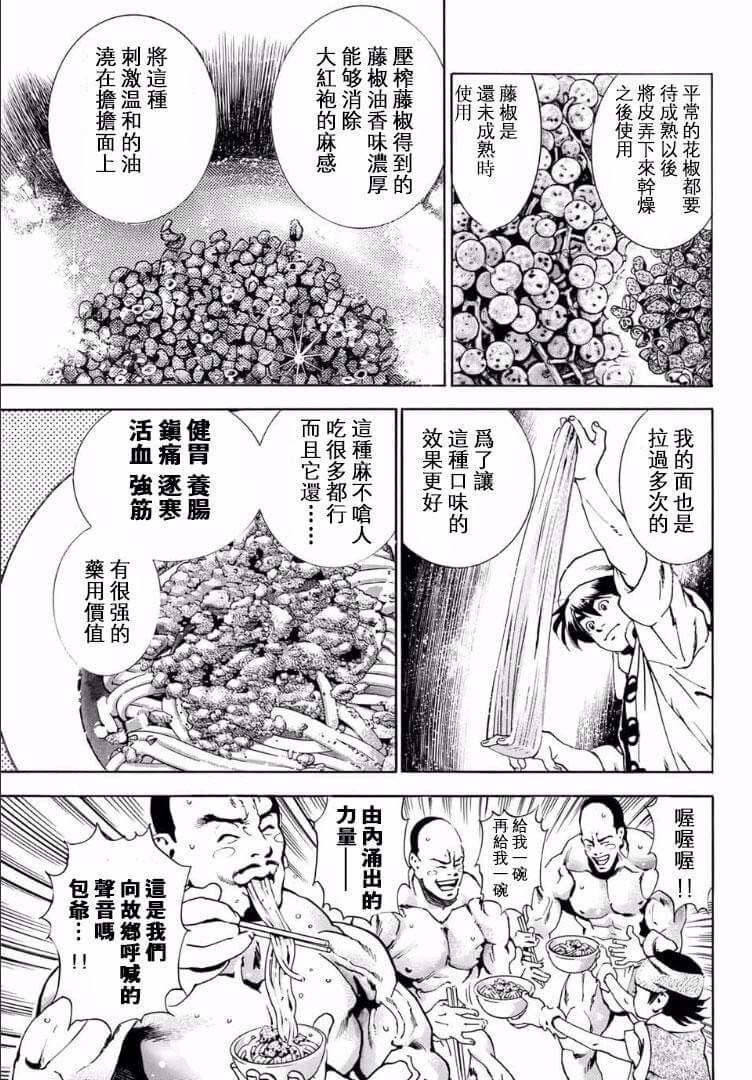 平常的花椒都要
待成熟以後
將皮弄下來幹燥
之後使用
藤椒是
還未成熟時
使用
壓榨藤椒得到的
藤椒油香味濃厚
能够消除
大紅袍的麻感
將這種
刺激温和的油
澆在擔擔面上
我的面也是
拉過多次的
爲了讓
這種口味的
效果更好
這種麻不嗆人
吃很多都行
而且它還……
健胃 養腸
鎮痛 逐寒
活血 強筋
有很强的
藥用價值
喔喔喔!!
給我一碗
再給我一碗
由內涌出的
力量——
這是我們
向故鄉呼喊的
聲音嗎
包爺…!!